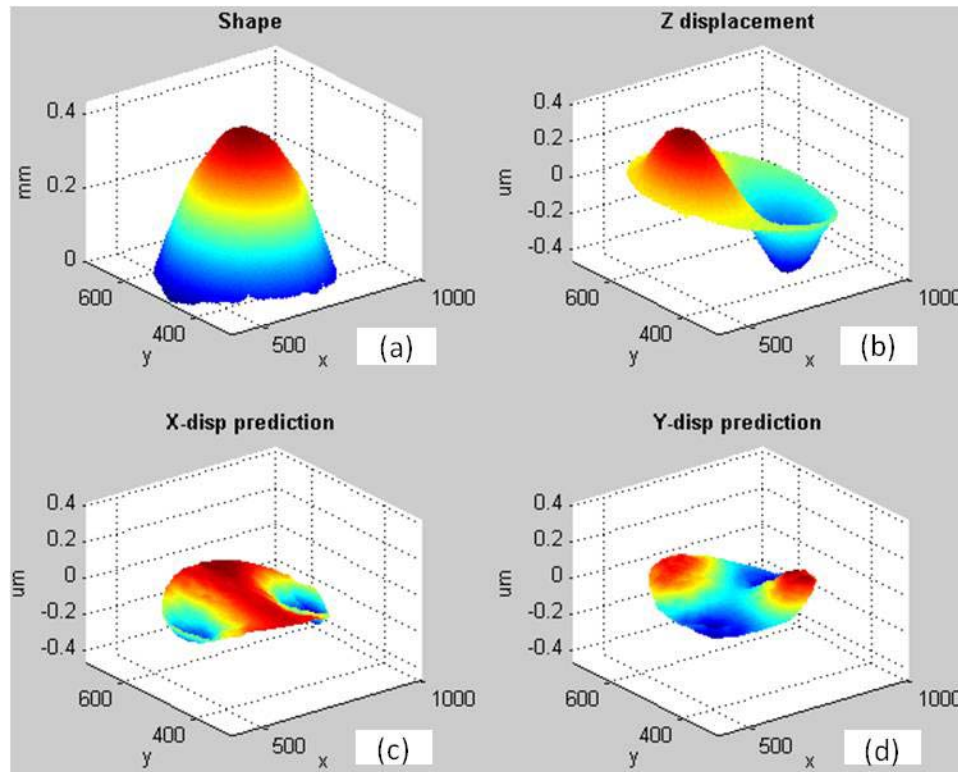 Shape
0.4
0.2
0
mm
600
400
y
500
1000
x
(a)
Z displacement
0.4
0.2
0
-0.2
-0.4
um
600
400
y
500
1000
x
(b)
X-disp prediction
0.4
0.2
0
-0.2
-0.4
um
600
400
y
500
1000
x
(c)
Y-disp prediction
0.4
0.2
0
-0.2
-0.4
um
600
400
y
500
1000
x
(d)